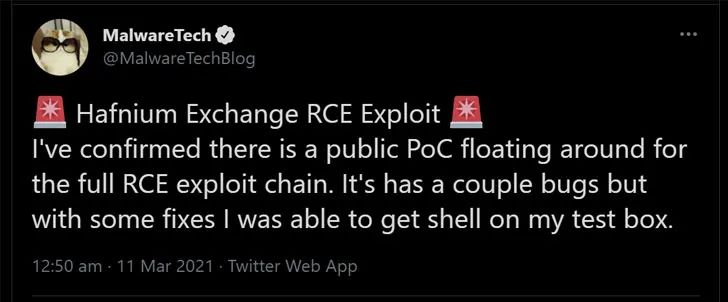 MalwareTech
@MalwareTechBlog
🚨 Hafnium Exchange RCE Exploit 🚨
I've confirmed there is a public PoC floating around for
the full RCE exploit chain. It's has a couple bugs but
with some fixes I was able to get shell on my test box.
12:50 am · 11 Mar 2021 · Twitter Web App